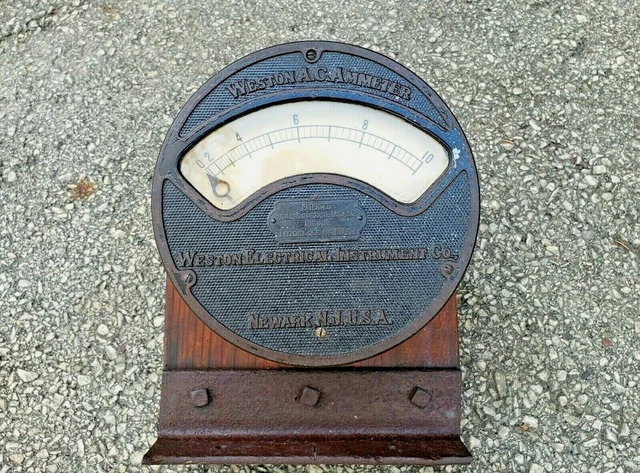 WESTON A.C. AMMETER
0 2 4 6 8 10
WESTON ELECTRICAL INSTRUMENT CO.,
NEWARK, N.J. U.S.A.